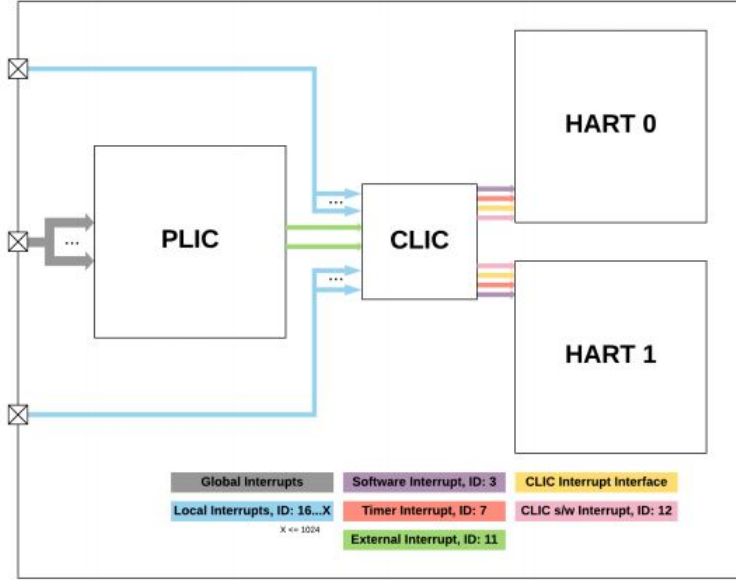 HART 0
...
PLIC
...
CLIC
...
HART 1
Global Interrupts
Software Interrupt, ID: 3
CLIC Interrupt Interface
Local Interrupts, ID: 16...X
Timer Interrupt, ID: 7
CLIC s/w Interrupt, ID: 12
X <= 1024
External Interrupt, ID: 11